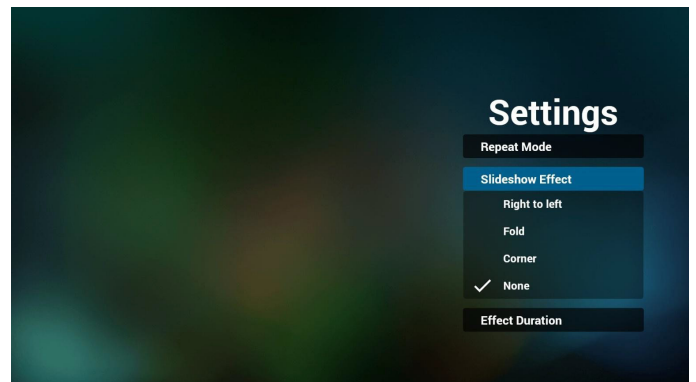 Settings
Repeat Mode
Slideshow Effect
Right to left
Fold
Corner
None
Effect Duration